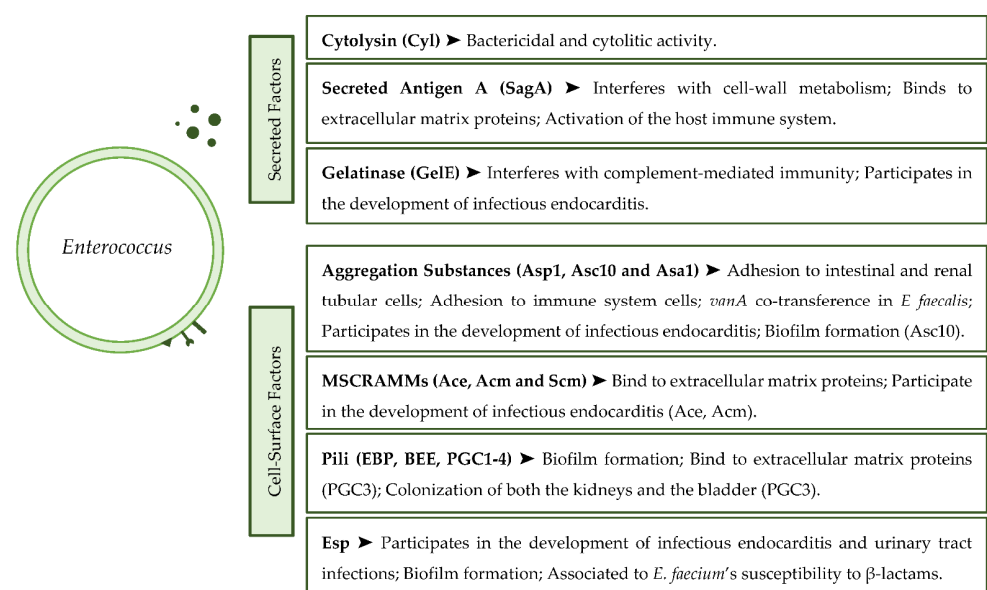 Cytolysin (Cyl) ➤ Bactericidal and cytolitic activity.
Secreted Factors
Secreted Antigen A (SagA) ➤ Interferes with cell-wall metabolism; Binds to
extracellular matrix proteins; Activation of the host immune system.
Gelatinase (GelE) ➤ Interferes with complement-mediated immunity; Participates in
the development of infectious endocarditis.
Enterococcus
Aggregation Substances (Asp1, Asc10 and Asa1) ➤ Adhesion to intestinal and renal
tubular cells; Adhesion to immune system cells; vanA co-transference in E faecalis;
Participates in the development of infectious endocarditis; Biofilm formation (Asc10).
Cell-Surface Factors
MSCRAMMs (Ace, Acm and Scm) ➤ Bind to extracellular matrix proteins; Participate
in the development of infectious endocarditis (Ace, Acm).
Pili (EBP, BEE, PGC1-4) ➤ Biofilm formation; Bind to extracellular matrix proteins
(PGC3); Colonization of both the kidneys and the bladder (PGC3).
Esp ➤ Participates in the development of infectious endocarditis and urinary tract
infections; Biofilm formation; Associated to E. faecium's susceptibility to β-lactams.